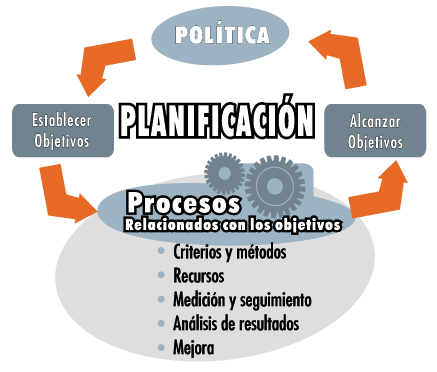 POLÍTICA
Establecer
Objetivos
PLANIFICACIÓN
Alcanzar
Objetivos
Procesos
Relacionados con los objetivos
• Criterios y métodos
• Recursos
• Medición y seguimiento
• Análisis de resultados
• Mejora